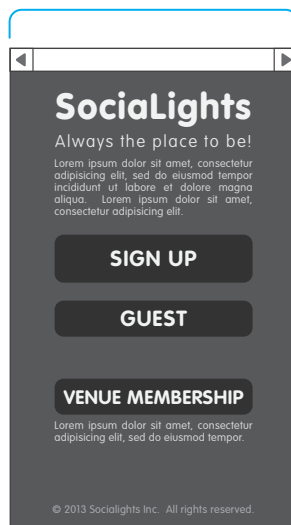 SociaLights
Always the place to be!
Lorem ipsum dolor sit amet, consectetur
adipisicing elit, sed do eiusmod tempor
incididunt ut labore et dolore magna
aliqua. Lorem ipsum dolor sit amet,
consectetur adipisicing elit.
SIGN UP
GUEST
VENUE MEMBERSHIP
Lorem ipsum dolor sit amet, consectetur
adipisicing elit, sed do eiusmod tempor.
© 2013 Socialights Inc. All rights reserved.